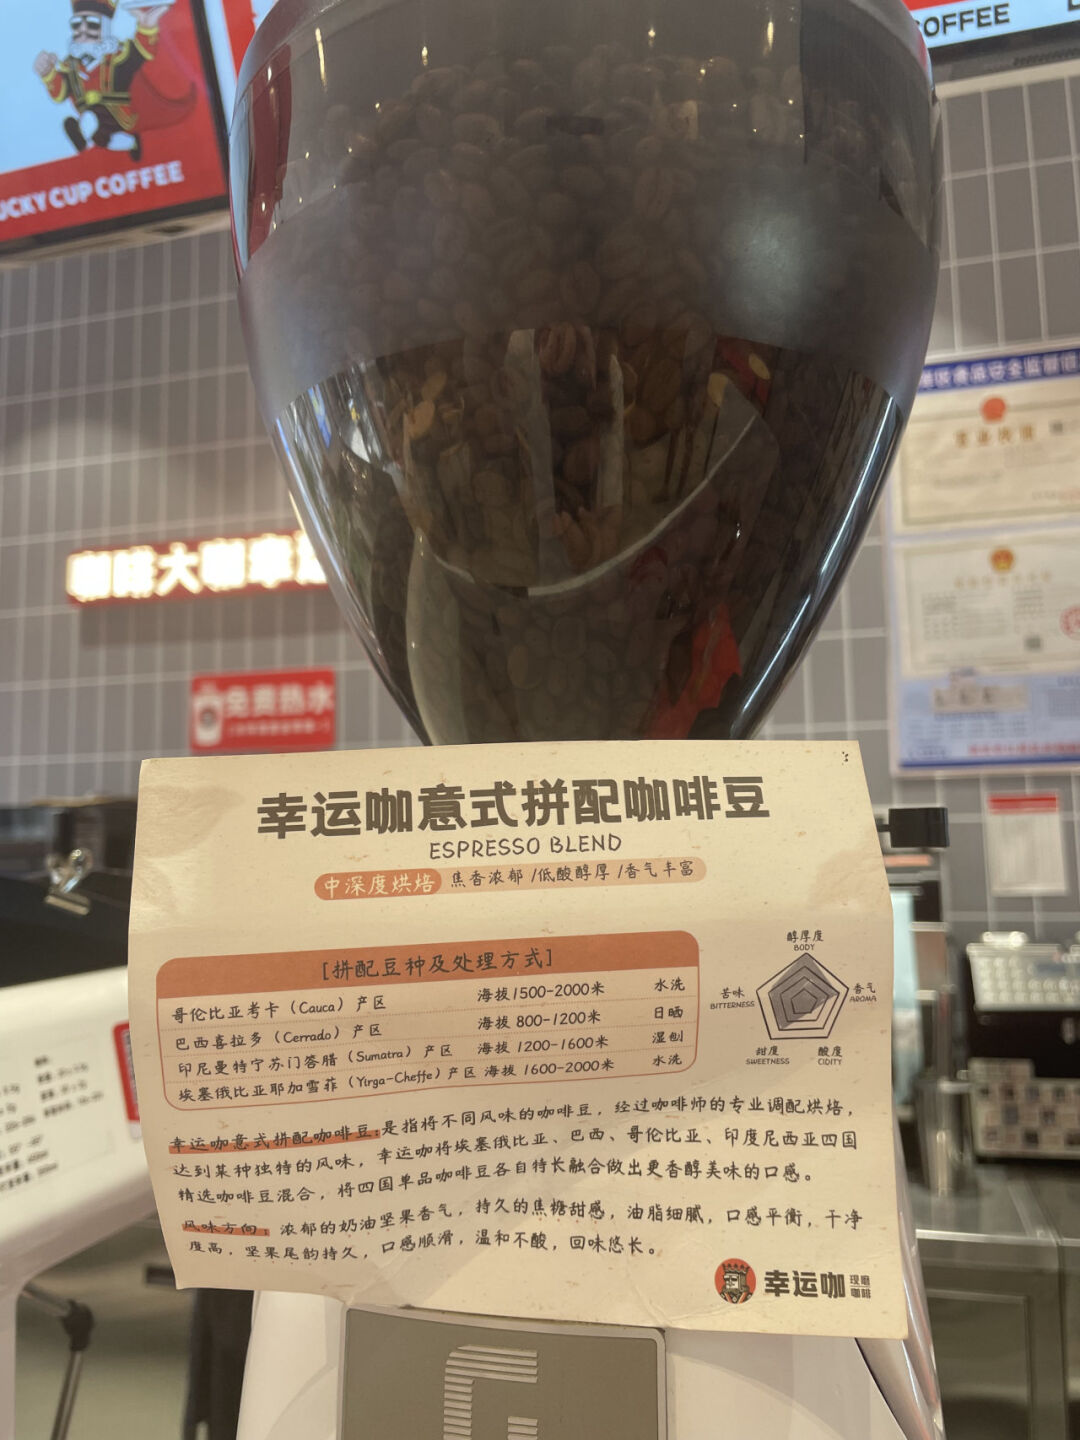 UCKY CUP COFFEE
COFFEE
咖啡大咖幸运
免费热水
幸运咖意式拼配咖啡豆
ESPRESSO BLEND
中深度烘焙 焦香浓郁 /低酸醇厚 /香气丰富
[拼配豆种及处理方式]
哥伦比亚考卡 (Cauca) 产区 海拔1500-2000米 水洗
巴西喜拉多 (Cerrado) 产区 海拔 800-1200米 日晒
印尼曼特宁苏门答腊 (Sumatra) 产区 海拔 1200-1600米 湿刨
埃塞俄比亚耶加雪菲 (Yirga-Cheffe) 产区 海拔 1600-2000米 水洗
醇厚度
BODY
苦味
BITTERNESS
香气
AROMA
甜度
SWEETNESS
酸度
CIDITY
幸运咖意式拼配咖啡豆:是指将不同风味的咖啡豆，经过咖啡师的专业调配烘焙，
达到某种独特的风味，幸运咖将埃塞俄比亚、巴西、哥伦比亚、印度尼西亚四国
精选咖啡豆混合，将四国单品咖啡豆各自特长融合做出更香醇美味的口感。
风味方向：浓郁的奶油坚果香气，持久的焦糖甜感，油脂细腻，口感平衡，干净
度高，坚果尾韵持久，口感顺滑，温和不酸，回味悠长。
幸运咖 现磨咖啡